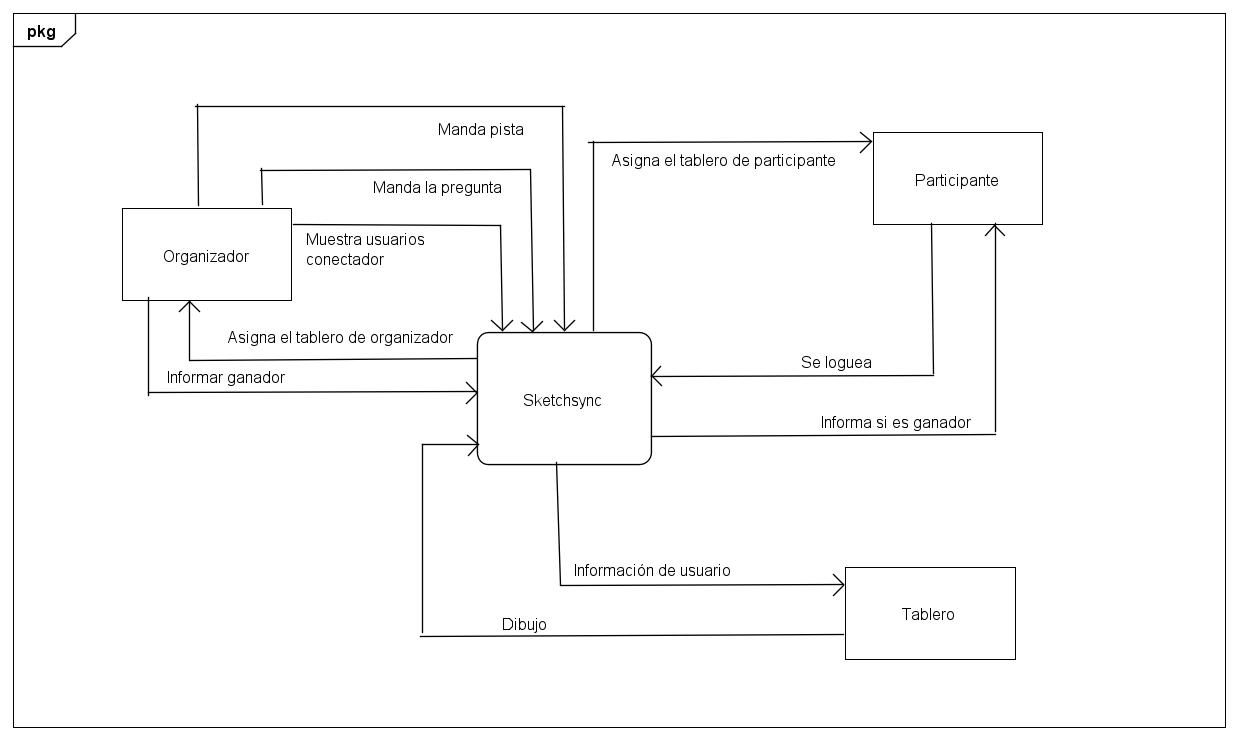 pkg
Manda pista
Asigna el tablero de participante
Participante
Manda la pregunta
Muestra usuarios
conectador
Organizador
Asigna el tablero de organizador
Se loguea
Informar ganador
Sketchsync
Informa si es ganador
Información de usuario
Tablero
Dibujo